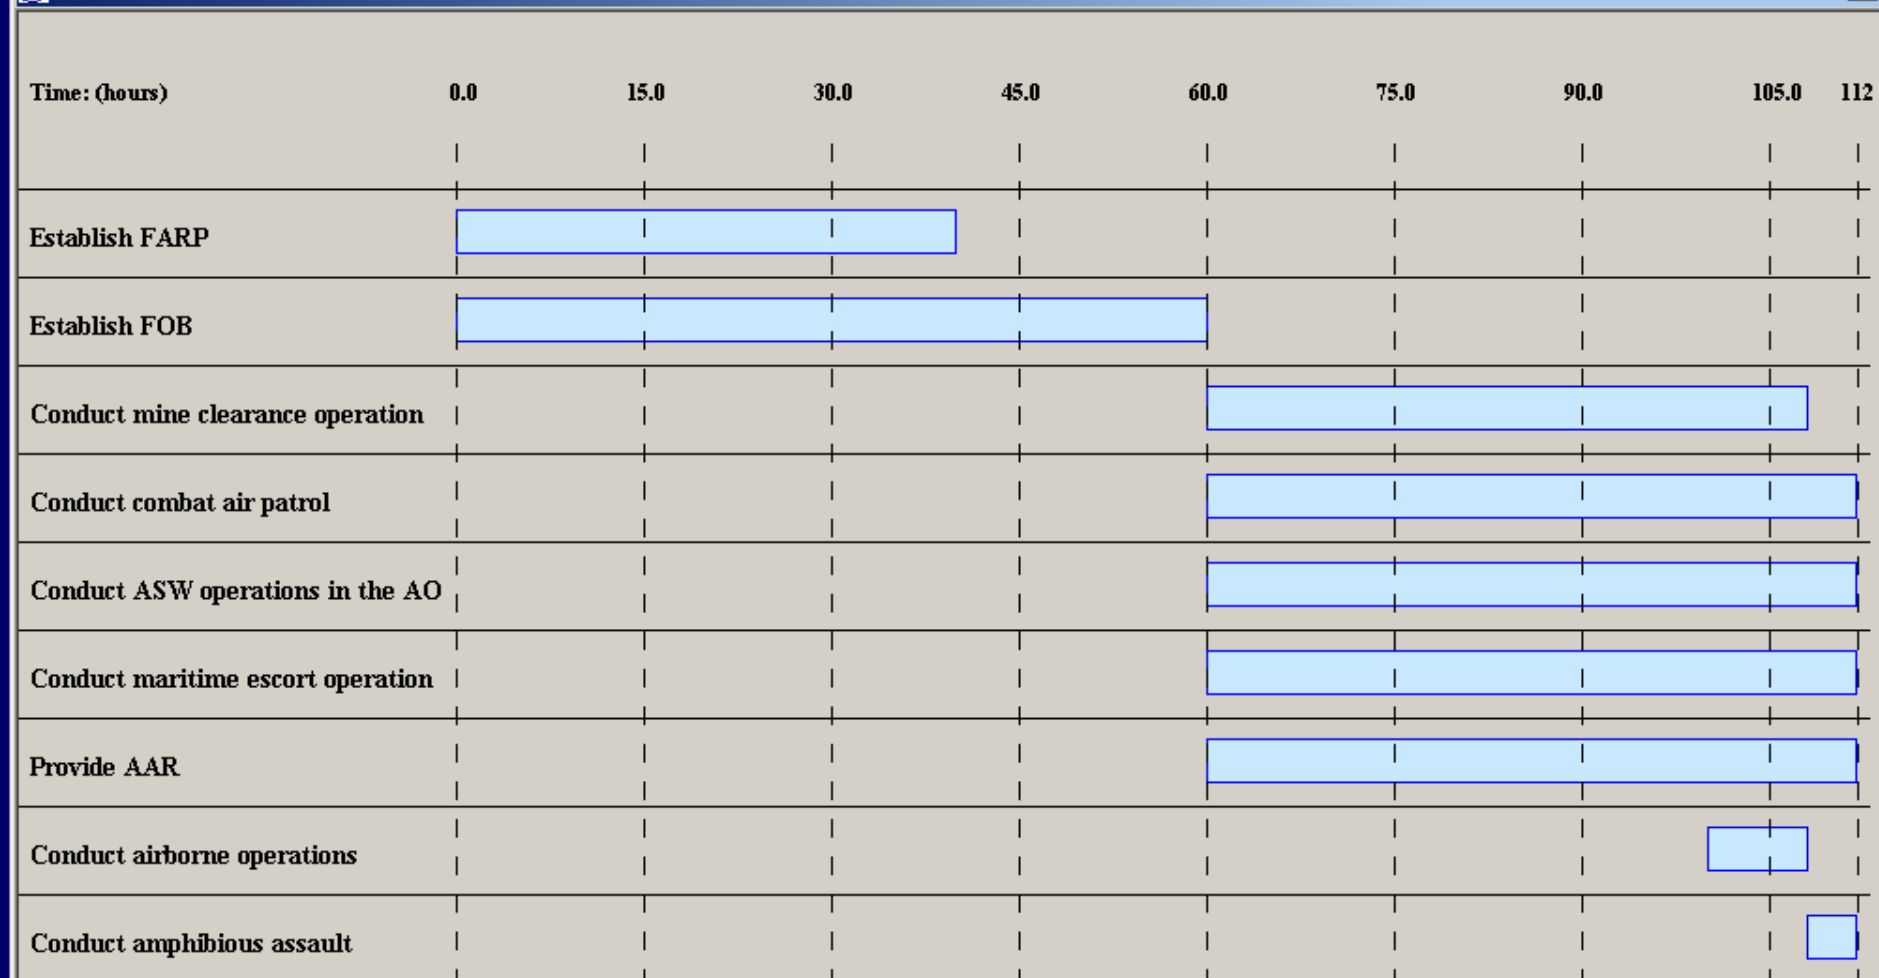 Time: (hours) 0.0 15.0 30.0 45.0 60.0 75.0 90.0 105.0 112
Establish FARP
Establish FOB
Conduct mine clearance operation
Conduct combat air patrol
Conduct ASW operations in the AO
Conduct maritime escort operation
Provide AAR
Conduct airborne operations
Conduct amphibious assault